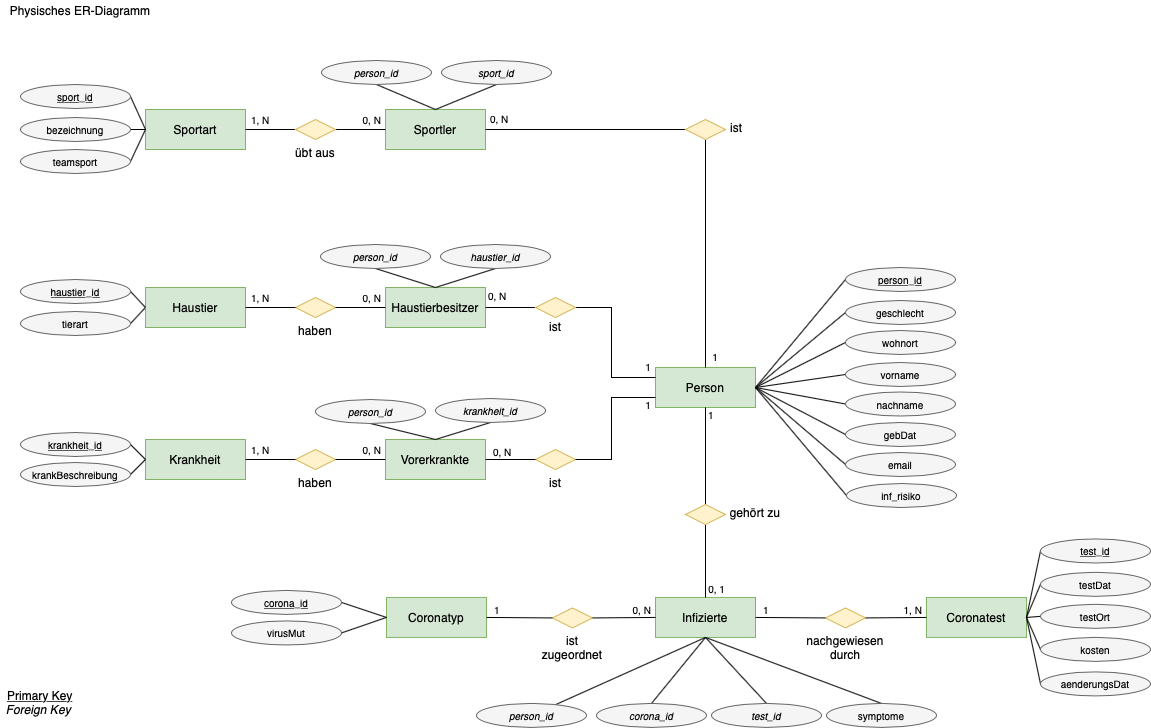 Physisches ER-Diagramm
person_id
sport_id
sport_id
bezeichnung
teamsport
Sportart
1, N
übt aus
0, N
Sportler
0, N
ist
person_id
haustier_id
haustier_id
tierart
Haustier
1, N
haben
0, N
Haustierbesitzer
0, N
ist
person_id
geschlecht
wohnort
vorname
nachname
gebDat
email
inf_risiko
1
1
Person
1
1
person_id
krankheit_id
krankheit_id
krankBeschreibung
Krankheit
1, N
haben
0, N
Vorerkrankte
0, N
ist
gehört zu
0, 1
corona_id
virusMut
Coronatyp
1
ist
zugeordnet
0, N
Infizierte
1
nachgewiesen
durch
1, N
Coronatest
test_id
testDat
testOrt
kosten
aenderungsDat
person_id
corona_id
test_id
symptome
Primary Key
Foreign Key